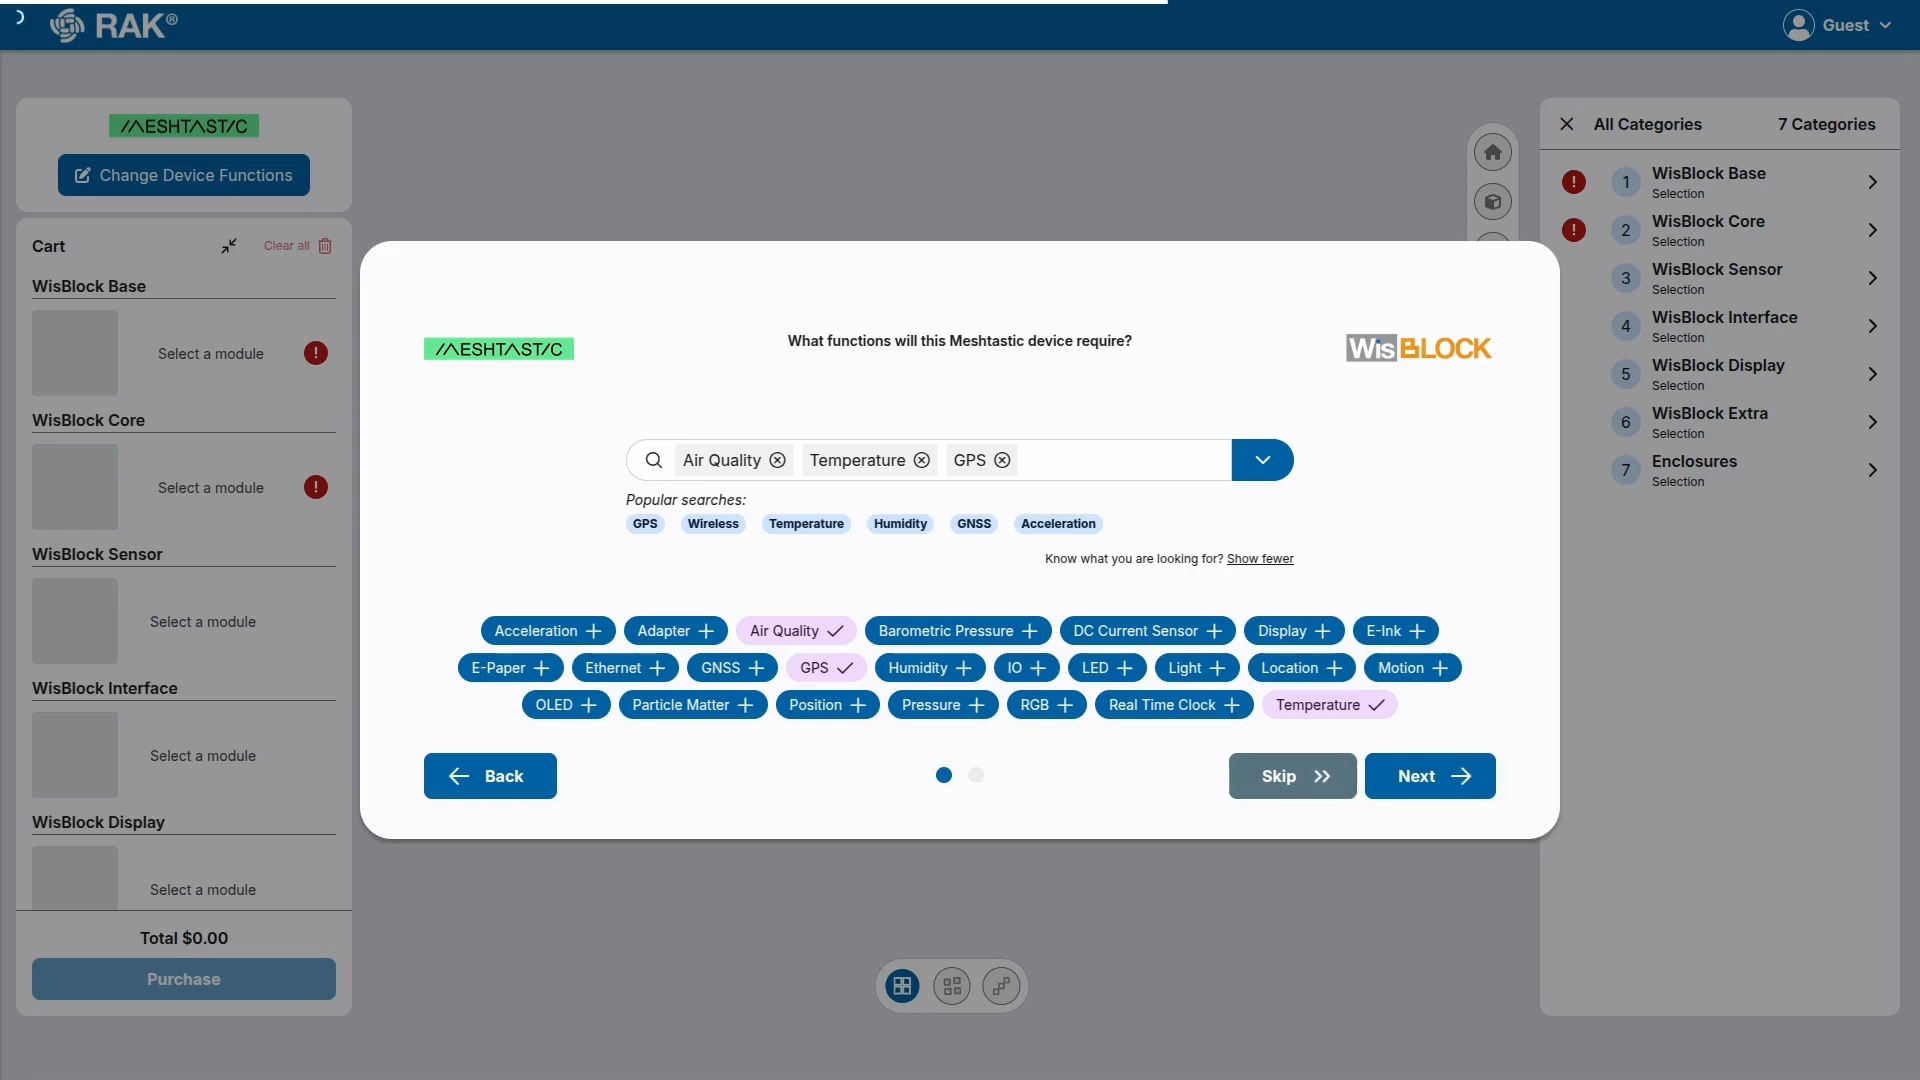 RAK®
Guest
MESHTASTIC
Change Device Functions
Cart
Clear all
WisBlock Base
Select a module
WisBlock Core
Select a module
WisBlock Sensor
Select a module
WisBlock Interface
Select a module
WisBlock Display
Select a module
Total $0.00
Purchase
MESHTASTIC
What functions will this Meshtastic device require?
WisBLOCK
Air Quality Temperature GPS
Popular searches:
GPS Wireless Temperature Humidity GNSS Acceleration
Know what you are looking for? Show fewer
Acceleration Adapter Air Quality Barometric Pressure DC Current Sensor Display E-Ink
E-Paper Ethernet GNSS GPS Humidity IO LED Light Location Motion
OLED Particle Matter Position Pressure RGB Real Time Clock Temperature
Back Skip Next
All Categories 7 Categories
1 WisBlock Base
Selection
2 WisBlock Core
Selection
3 WisBlock Sensor
Selection
4 WisBlock Interface
Selection
5 WisBlock Display
Selection
6 WisBlock Extra
Selection
7 Enclosures
Selection